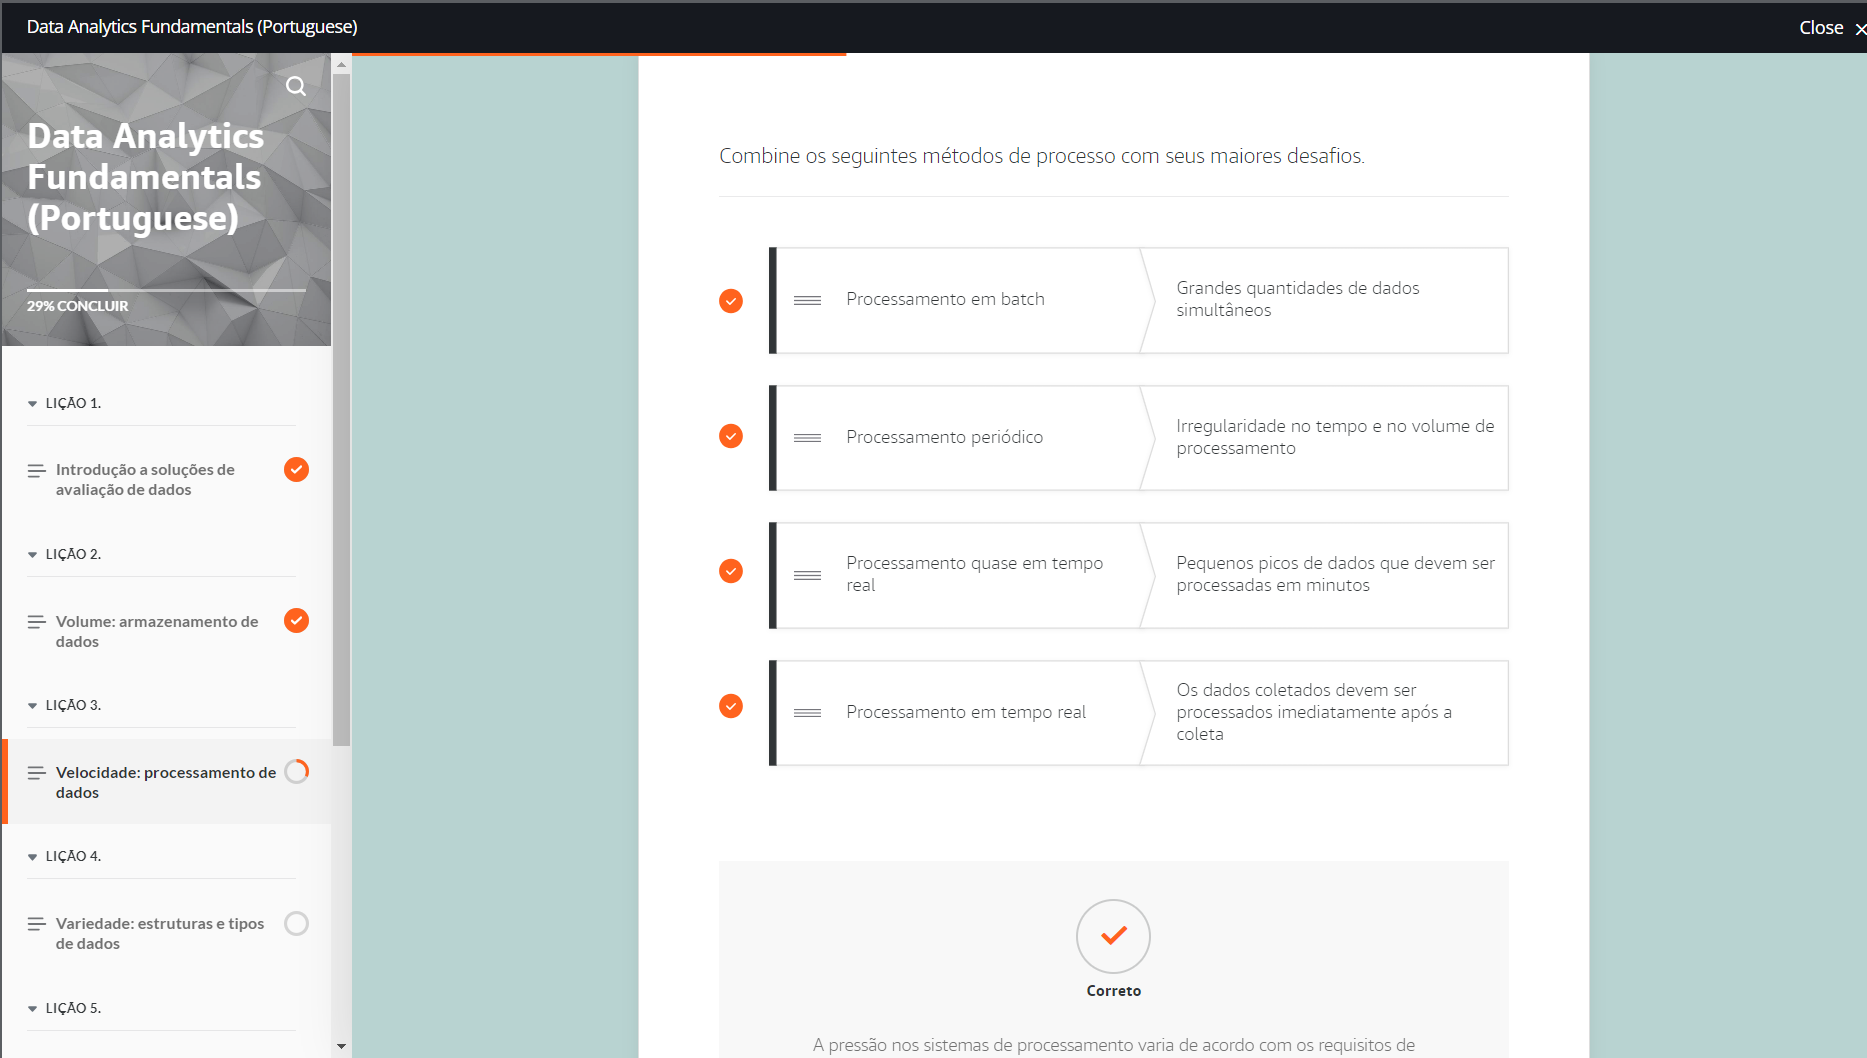 Data Analytics Fundamentals (Portuguese)
Close
Data Analytics
Fundamentals
(Portuguese)
29% CONCLUIR
LIÇÃO 1.
Introdução a soluções de
avaliação de dados
LIÇÃO 2.
Volume: armazenamento de
dados
LIÇÃO 3.
Velocidade: processamento de
dados
LIÇÃO 4.
Variedade: estruturas e tipos
de dados
LIÇÃO 5.
Combine os seguintes métodos de processo com seus maiores desafios.
Processamento em batch
Grandes quantidades de dados
simultâneos
Processamento periódico
Irregularidade no tempo e no volume de
processamento
Processamento quase em tempo
real
Pequenos picos de dados que devem ser
processadas em minutos
Processamento em tempo real
Os dados coletados devem ser
processados imediatamente após a
coleta
Correto
A pressão nos sistemas de processamento varia de acordo com os requisitos de